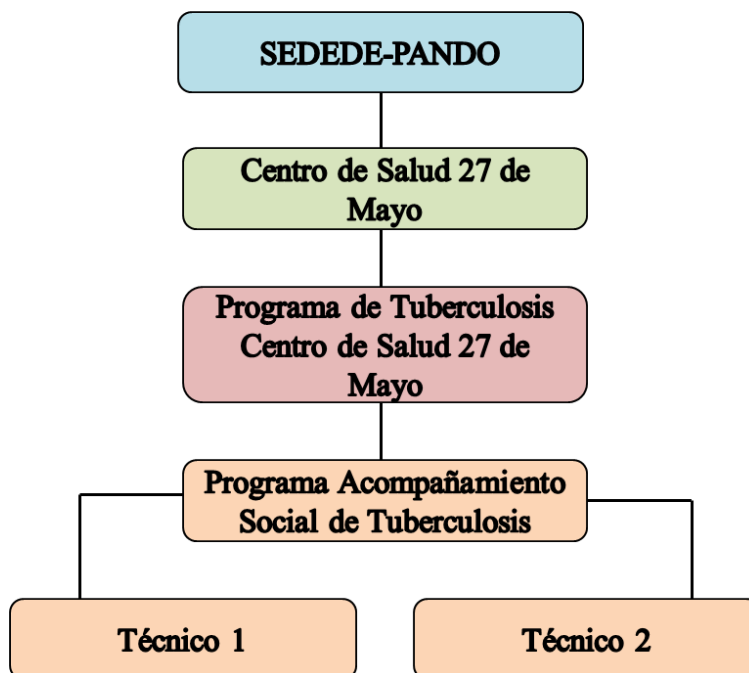 SEDEDE-PANDO
Centro de Salud 27 de
Mayo
Programa de Tuberculosis
Centro de Salud 27 de
Mayo
Programa Acompañamiento
Social de Tuberculosis
Técnico 1
Técnico 2